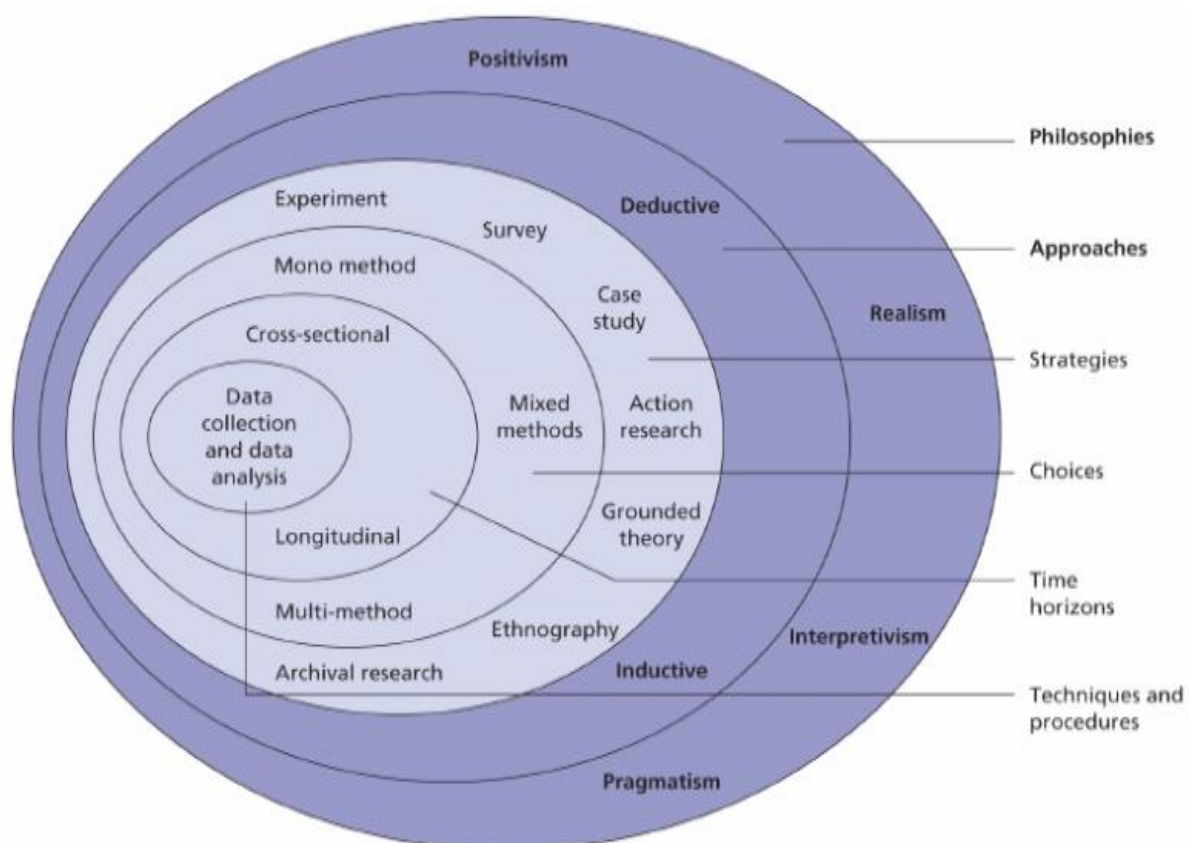 Positivism
Philosophies
Experiment
Deductive
Survey
Approaches
Mono method
Case
study
Realism
Cross-sectional
Strategies
Data
collection
and data
analysis
Mixed
methods
Action
research
Choices
Longitudinal
Grounded
theory
Time
horizons
Multi-method
Ethnography
Interpretivism
Archival research
Inductive
Techniques and
procedures
Pragmatism